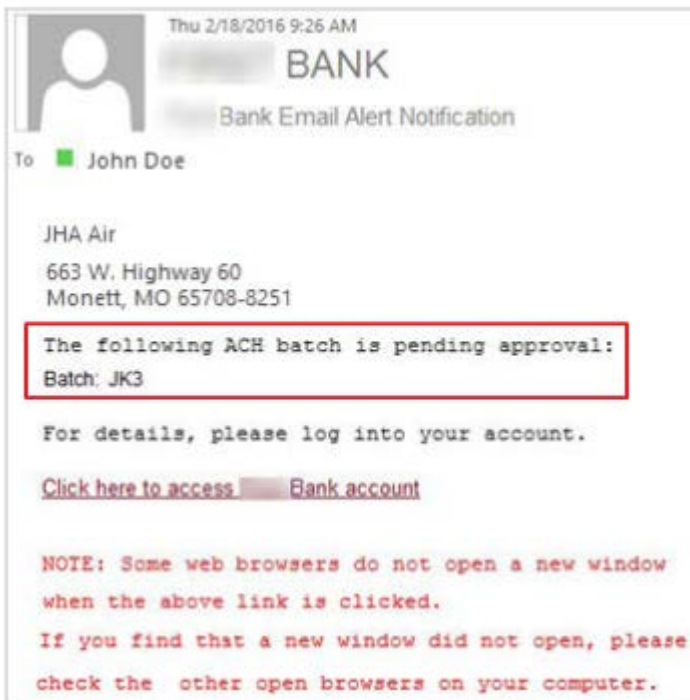 Thu 2/18/2016 9:26 AM
BANK
Bank Email Alert Notification
To John Doe
JHA Air
663 W. Highway 60
Monett, MO 65708-8251
The following ACH batch is pending approval:
Batch: JK3
For details, please log into your account.
Click here to access Bank account
NOTE: Some web browsers do not open a new window
when the above link is clicked.
If you find that a new window did not open, please
check the other open browsers on your computer.